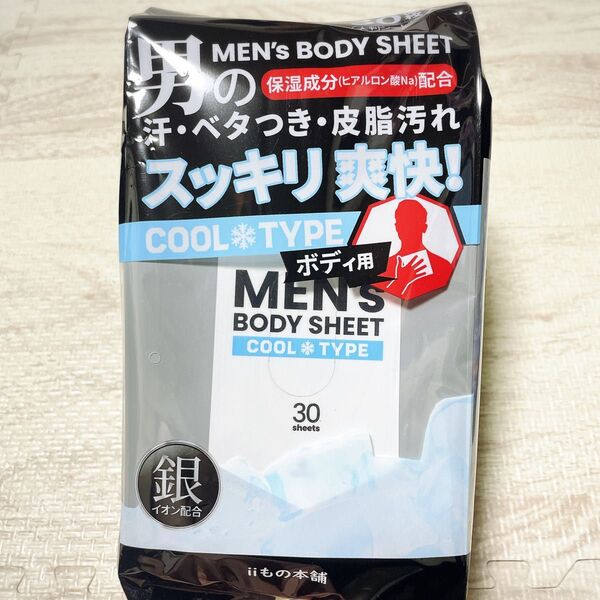 MEN's BODY SHEET
男の
保湿成分(ヒアルロン酸Na)配合
汗・ベタつき・皮脂汚れ
スッキリ 爽快!
COOL TYPE
ボディ用
MEN's
BODY SHEET
COOL TYPE
30
sheets
銀
イオン配合
iiもの本舗